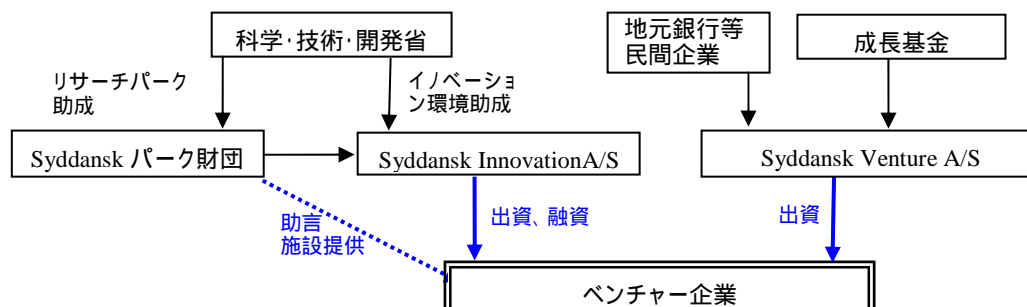 科学･技術･開発省
地元銀行等
民間企業
成長基金
リサーチパーク
助成
イノベーショ
ン環境助成
Syddansk パーク財団
Syddansk InnovationA/S
Syddansk Venture A/S
助言
施設提供
出資、融資
出資
ベンチャー企業